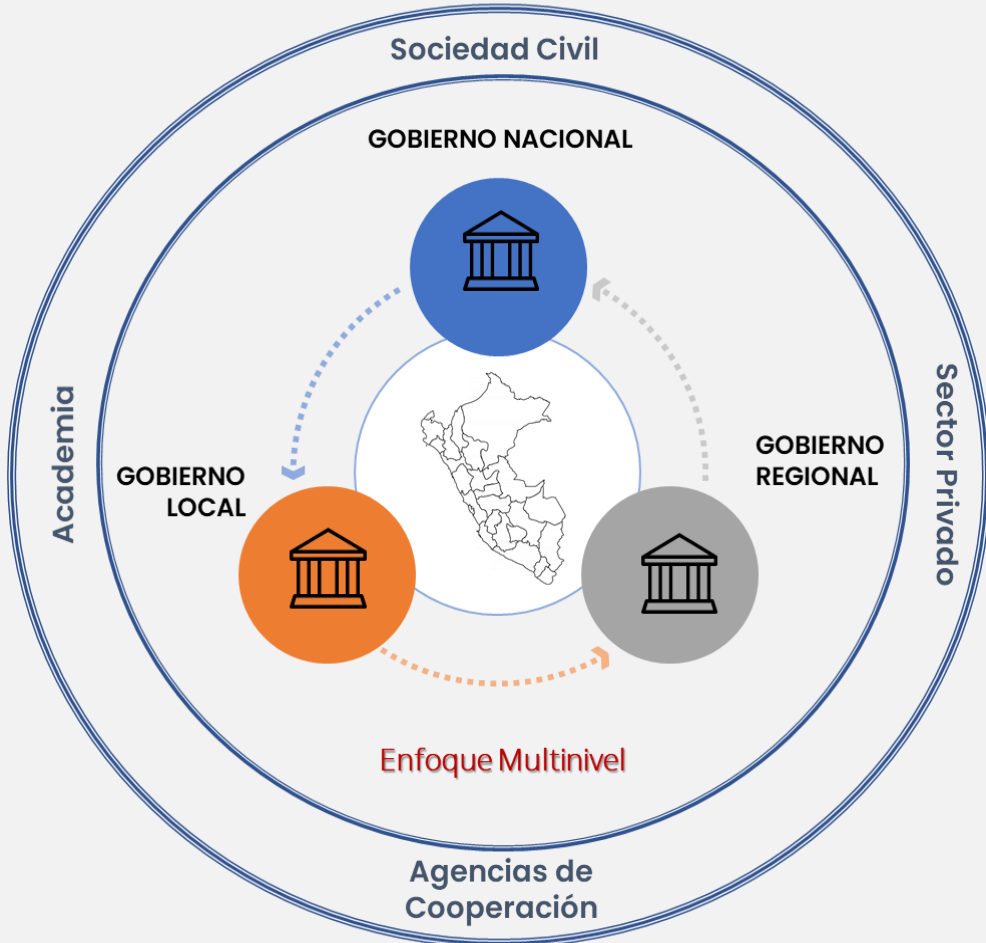 Sociedad Civil
GOBIERNO NACIONAL
Academia
GOBIERNO
LOCAL
GOBIERNO
REGIONAL
Sector Privado
Enfoque Multinivel
Agencias de
Cooperación